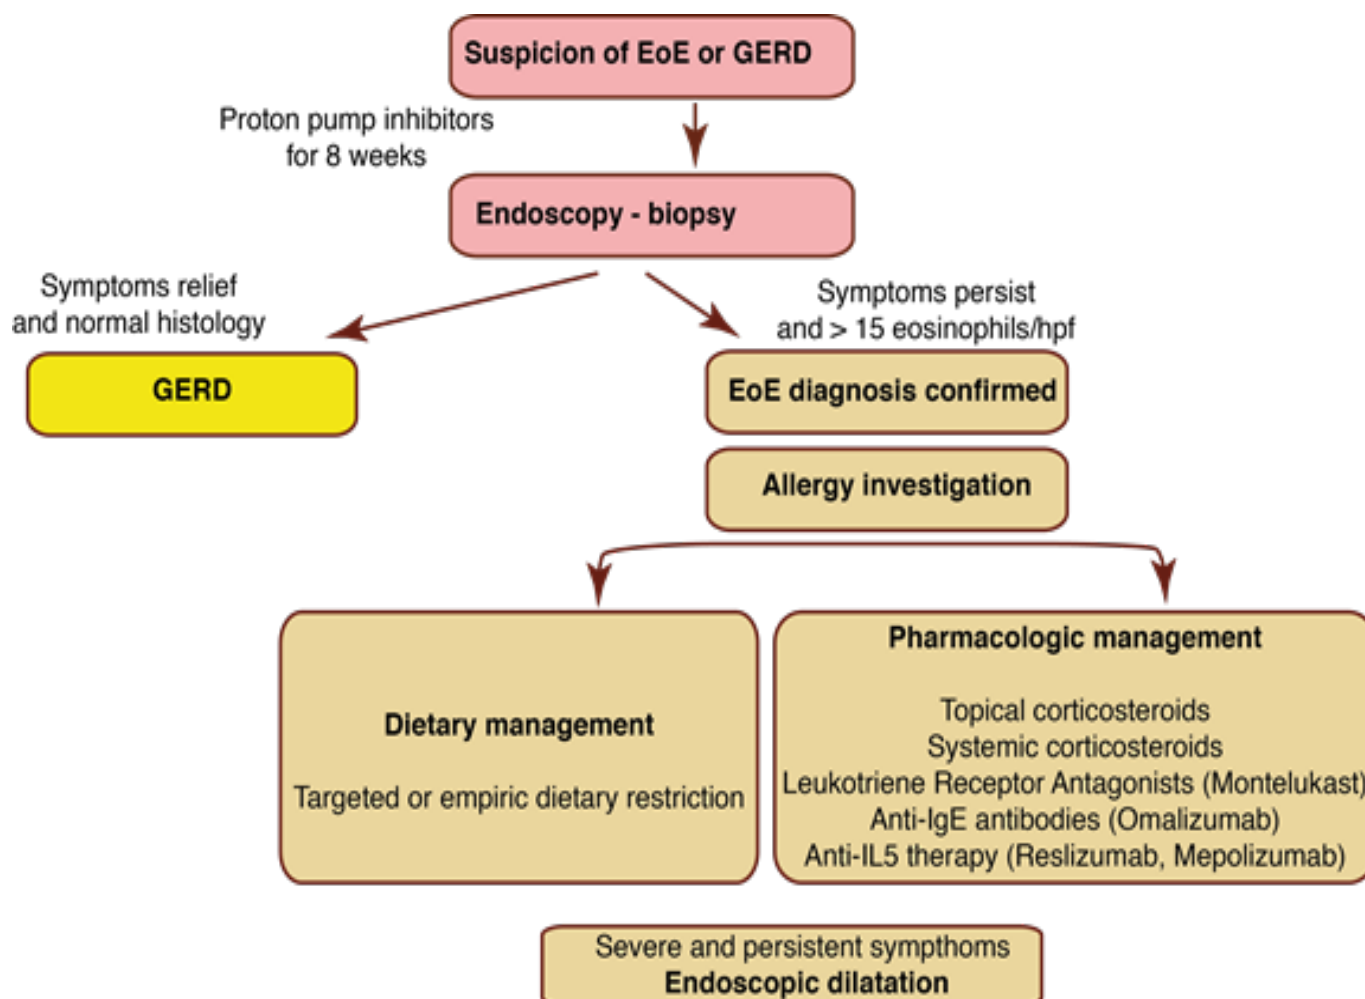 Suspicion of EoE or GERD
Proton pump inhibitors
for 8 weeks
Endoscopy - biopsy
Symptoms relief
and normal histology
Symptoms persist
and > 15 eosinophils/hpf
GERD
EoE diagnosis confirmed
Allergy investigation
Dietary management
Targeted or empiric dietary restriction
Pharmacologic management
Topical corticosteroids
Systemic corticosteroids
Leukotriene Receptor Antagonists (Montelukast)
Anti-IgE antibodies (Omalizumab)
Anti-IL5 therapy (Reslizumab, Mepolizumab)
Severe and persistent sympthoms
Endoscopic dilatation